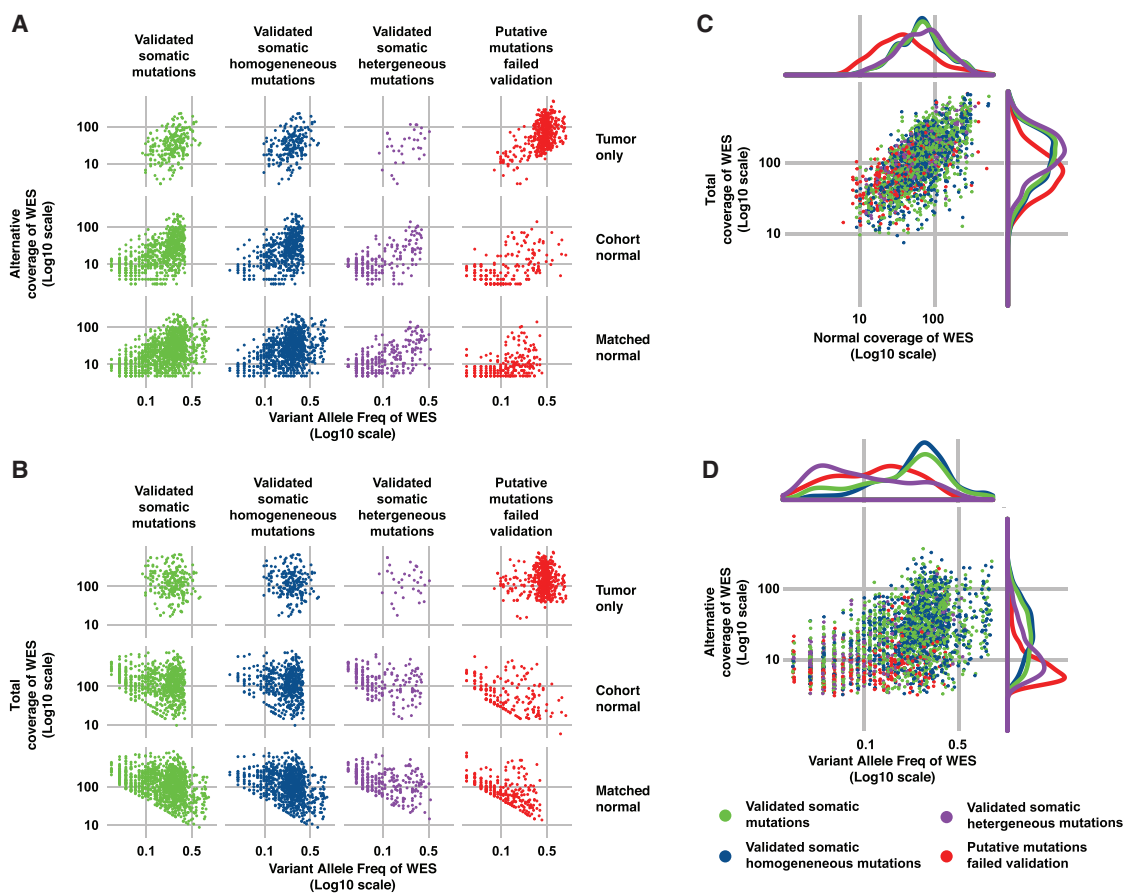 A
Validated
somatic
mutations
Validated
somatic
homogeneneous
mutations
Validated
somatic
hetergeneous
mutations
Putative
mutations
failed
validation
Alternative
coverage of WES
(Log10 scale)
100
10
Tumor
only
100
10
Cohort
normal
100
10
Matched
normal
0.1 0.5 0.1 0.5 0.1 0.5 0.1 0.5
Variant Allele Freq of WES
(Log10 scale)
B
Validated
somatic
mutations
Validated
somatic
homogeneneous
mutations
Validated
somatic
hetergeneous
mutations
Putative
mutations
failed
validation
Total
coverage of WES
(Log10 scale)
100
10
Tumor
only
100
10
Cohort
normal
100
10
Matched
normal
0.1 0.5 0.1 0.5 0.1 0.5 0.1 0.5
Variant Allele Freq of WES
(Log10 scale)
C
Total
coverage of WES
(Log10 scale)
100
10
10 100
Normal coverage of WES
(Log10 scale)
D
Alternative
coverage of WES
(Log10 scale)
100
10
0.1 0.5
Variant Allele Freq of WES
(Log10 scale)
Validated somatic
mutations
Validated somatic
homogeneneous mutations
Validated somatic
hetergeneous mutations
Putative mutations
failed validation